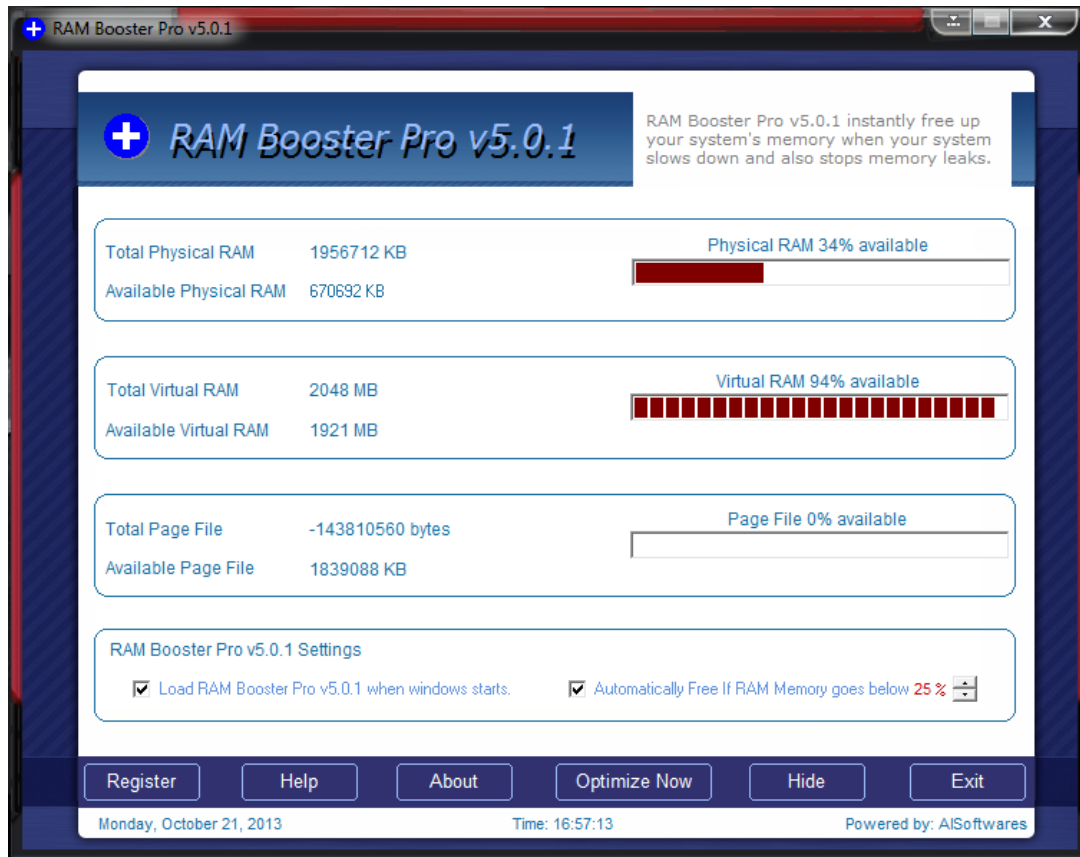 RAM Booster Pro v5.0.1
RAM Booster Pro v5.0.1
RAM Booster Pro v5.0.1 instantly free up
your system's memory when your system
slows down and also stops memory leaks.
Total Physical RAM 1956712 KB
Physical RAM 34% available
Available Physical RAM 670692 KB
Total Virtual RAM 2048 MB
Virtual RAM 94% available
Available Virtual RAM 1921 MB
Total Page File -143810560 bytes
Page File 0% available
Available Page File 1839088 KB
RAM Booster Pro v5.0.1 Settings
Load RAM Booster Pro v5.0.1 when windows starts.
Automatically Free If RAM Memory goes below 25 %
Register Help About Optimize Now Hide Exit
Monday, October 21, 2013 Time: 16:57:13 Powered by: AISoftwares